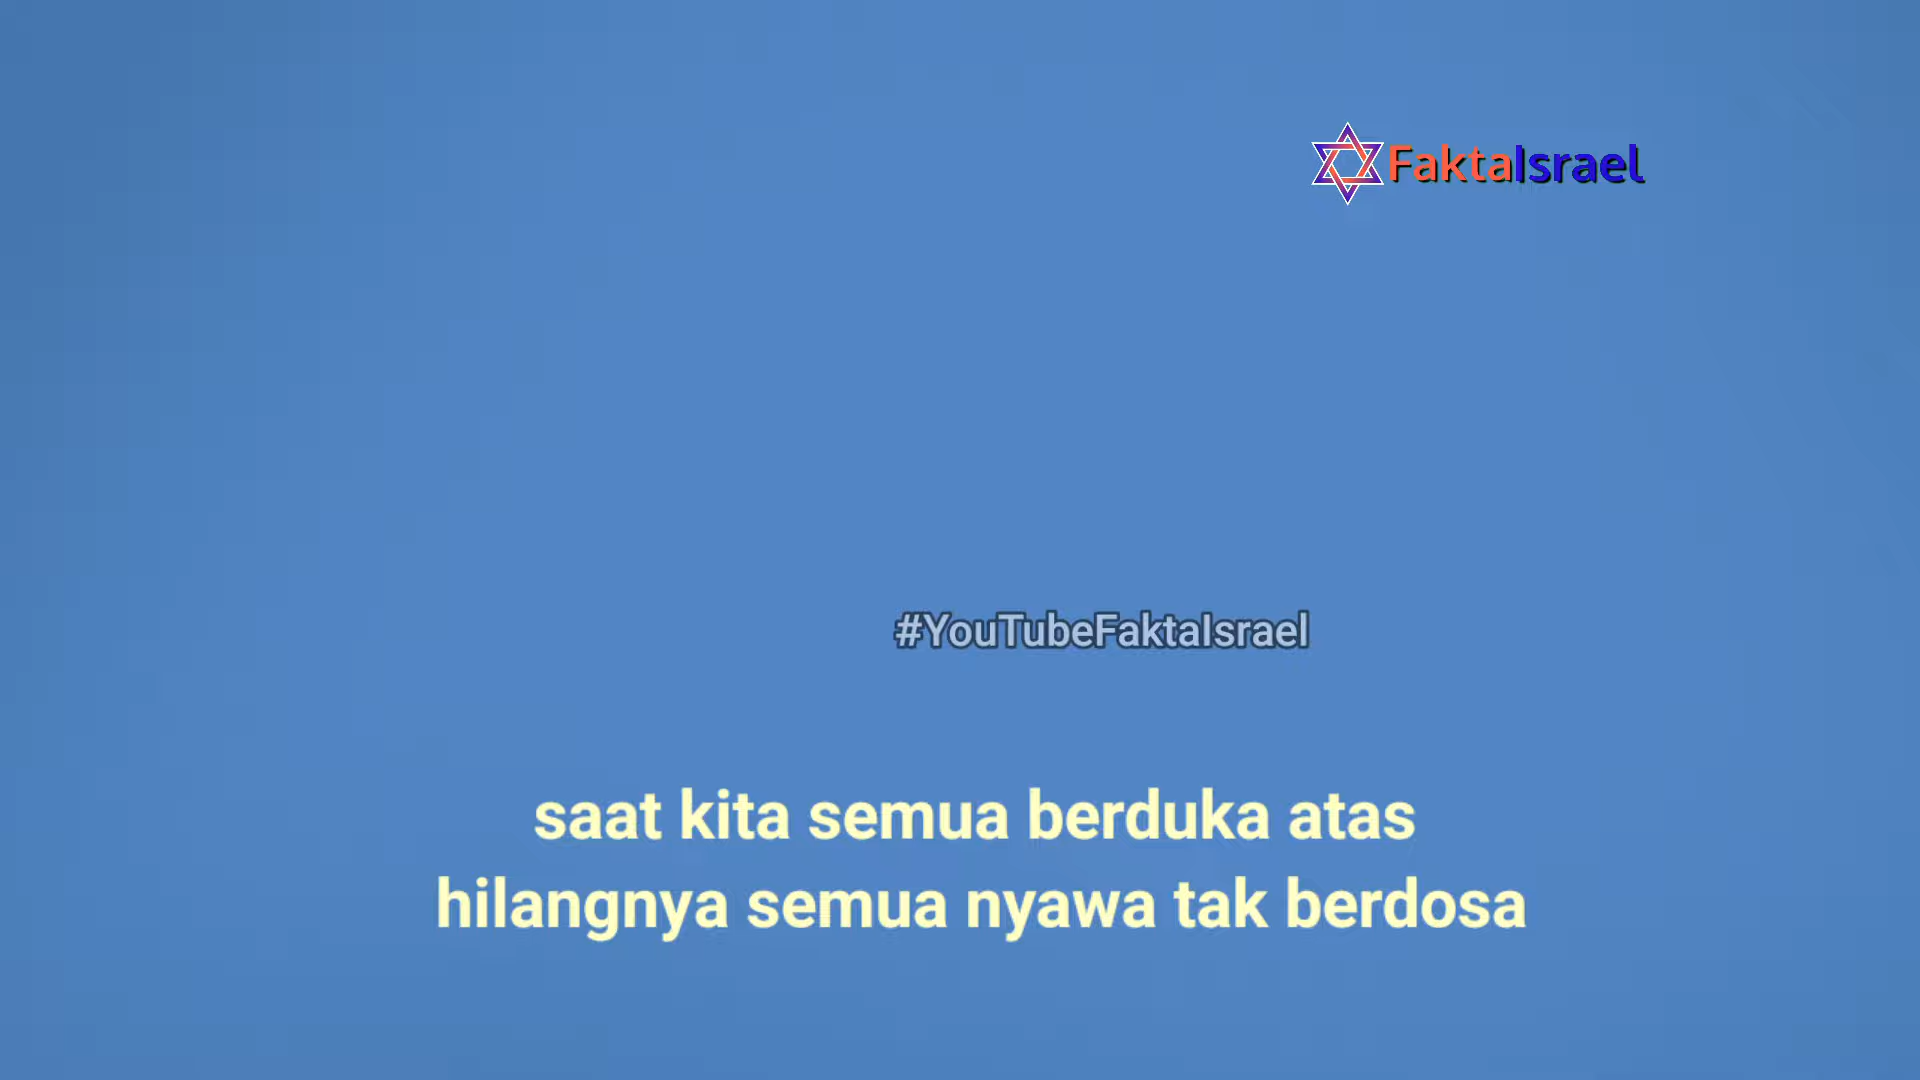 FaktaIsrael
#YouTubeFaktaIsrael
saat kita semua berduka atas
hilangnya semua nyawa tak berdosa